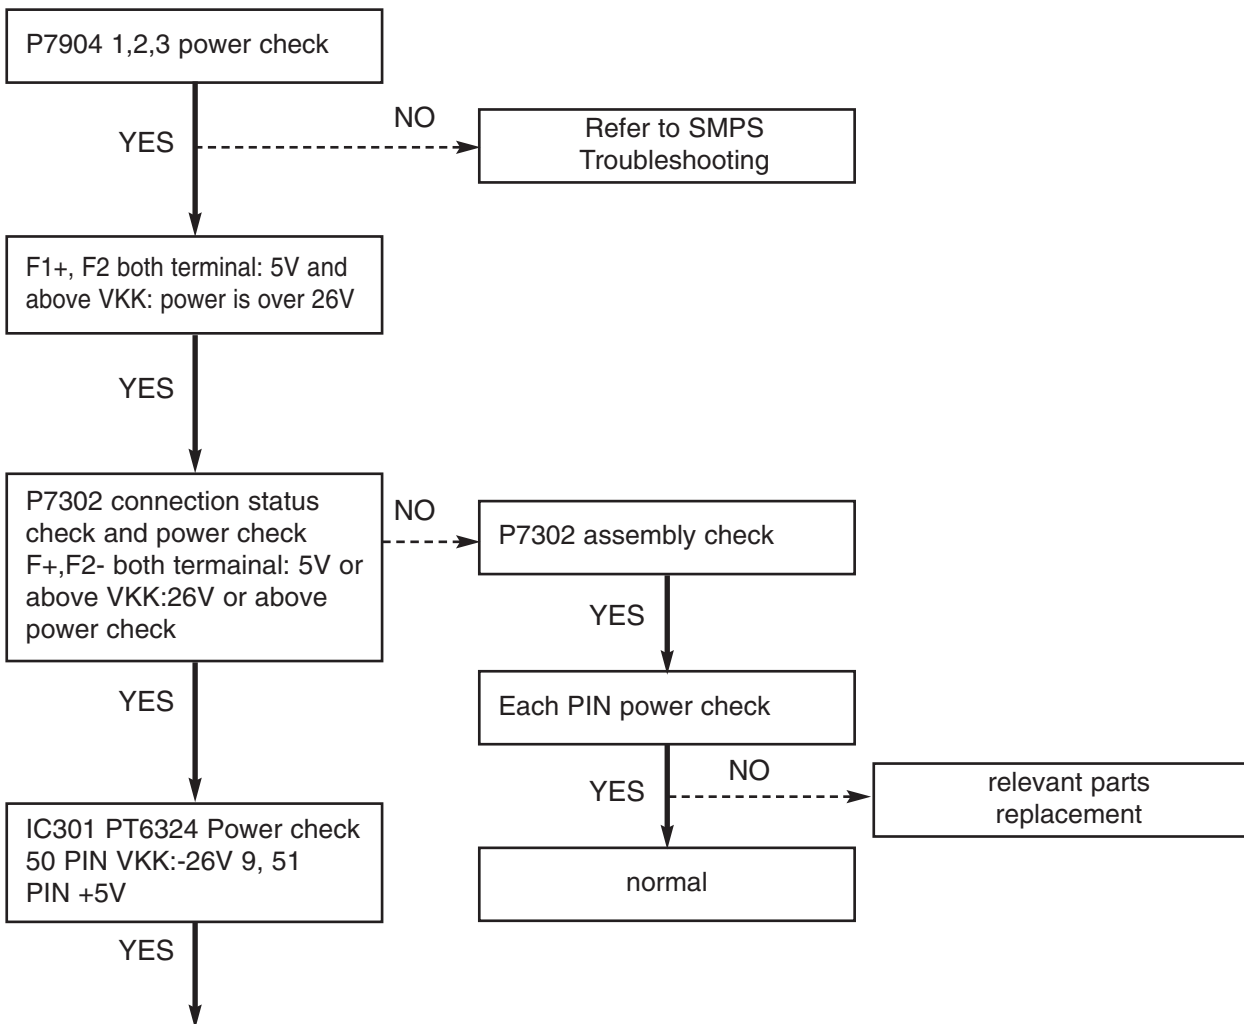 P7904 1,2,3 power check
NO
YES
Refer to SMPS
Troubleshooting
F1+, F2 both terminal: 5V and
above VKK: power is over 26V
YES
P7302 connection status
check and power check
F+,F2- both termainal: 5V or
above VKK:26V or above
power check
NO
P7302 assembly check
YES
YES
Each PIN power check
NO
YES
relevant parts
replacement
IC301 PT6324 Power check
50 PIN VKK:-26V 9, 51
PIN +5V
normal
YES